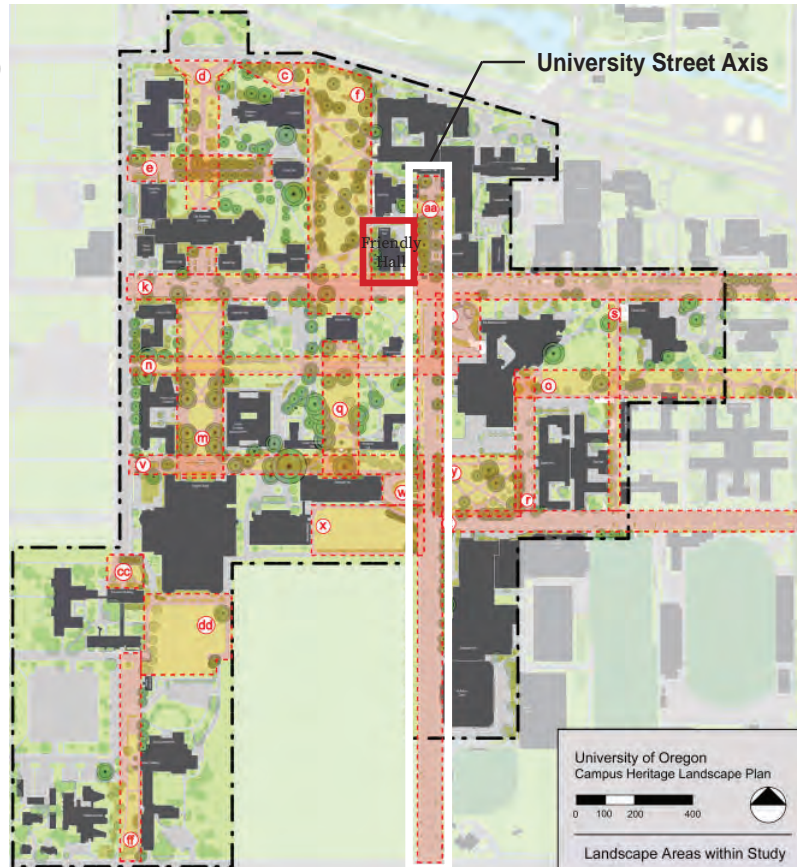 University Street Axis
d
c
f
e
aa
Friendly
Hall
k
s
n
o
q
m
v
y
w
r
x
cc
dd
ff
University of Oregon
Campus Heritage Landscape Plan
0 100 200 400
Landscape Areas within Study